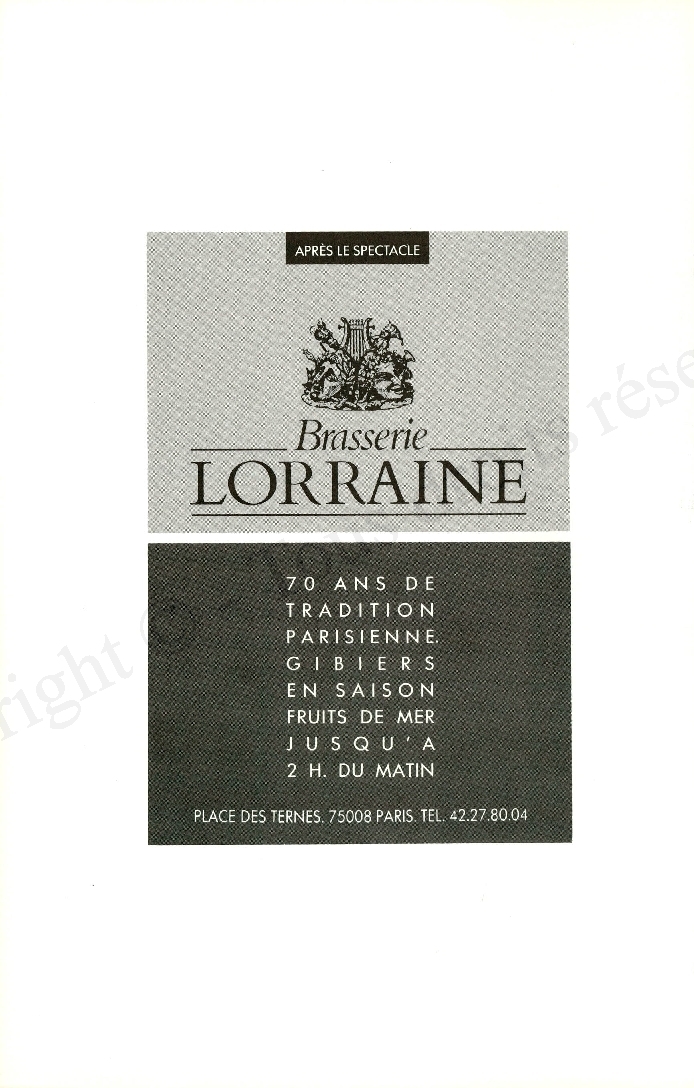 APRÈS LE SPECTACLE
Brasserie
LORRAINE
70 ANS DE
TRADITION
PARISIENNE.
GIBIERS
EN SAISON
FRUITS DE MER
JUSQU'A
2 H. DU MATIN
PLACE DES TERNES. 75008 PARIS. TEL. 42.27.80.04